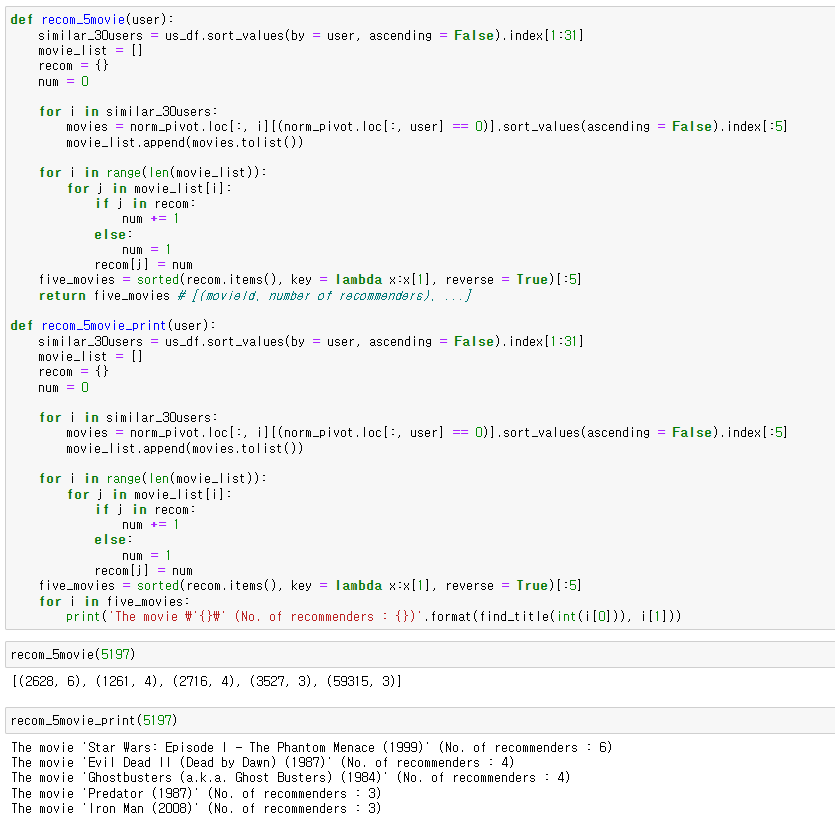 def recom_5movie(user):
    similar_30users = us_df.sort_values(by = user, ascending = False).index[1:31]
    movie_list = []
    recom = {}
    num = 0

    for i in similar_30users:
        movies = norm_pivot.loc[:, i][(norm_pivot.loc[:, user] == 0)].sort_values(ascending = False).index[:5]
        movie_list.append(movies.tolist())

    for i in range(len(movie_list)):
        for j in movie_list[i]:
            if j in recom:
                num += 1
            else:
                num = 1
            recom[j] = num
    five_movies = sorted(recom.items(), key = lambda x:x[1], reverse = True)[:5]
    return five_movies # [(movieId, number of recommenders), ...]

def recom_5movie_print(user):
    similar_30users = us_df.sort_values(by = user, ascending = False).index[1:31]
    movie_list = []
    recom = {}
    num = 0

    for i in similar_30users:
        movies = norm_pivot.loc[:, i][(norm_pivot.loc[:, user] == 0)].sort_values(ascending = False).index[:5]
        movie_list.append(movies.tolist())

    for i in range(len(movie_list)):
        for j in movie_list[i]:
            if j in recom:
                num += 1
            else:
                num = 1
            recom[j] = num
    five_movies = sorted(recom.items(), key = lambda x:x[1], reverse = True)[:5]
    for i in five_movies:
        print('The movie ₩'{}₩' (No. of recommenders : {})'.format(find_title(int(i[0])), i[1]))

recom_5movie(5197)
[(2628, 6), (1261, 4), (2716, 4), (3527, 3), (59315, 3)]
recom_5movie_print(5197)
The movie 'Star Wars: Episode I - The Phantom Menace (1999)' (No. of recommenders : 6)
The movie 'Evil Dead II (Dead by Dawn) (1987)' (No. of recommenders : 4)
The movie 'Ghostbusters (a.k.a. Ghost Busters) (1984)' (No. of recommenders : 4)
The movie 'Predator (1987)' (No. of recommenders : 3)
The movie 'Iron Man (2008)' (No. of recommenders : 3)